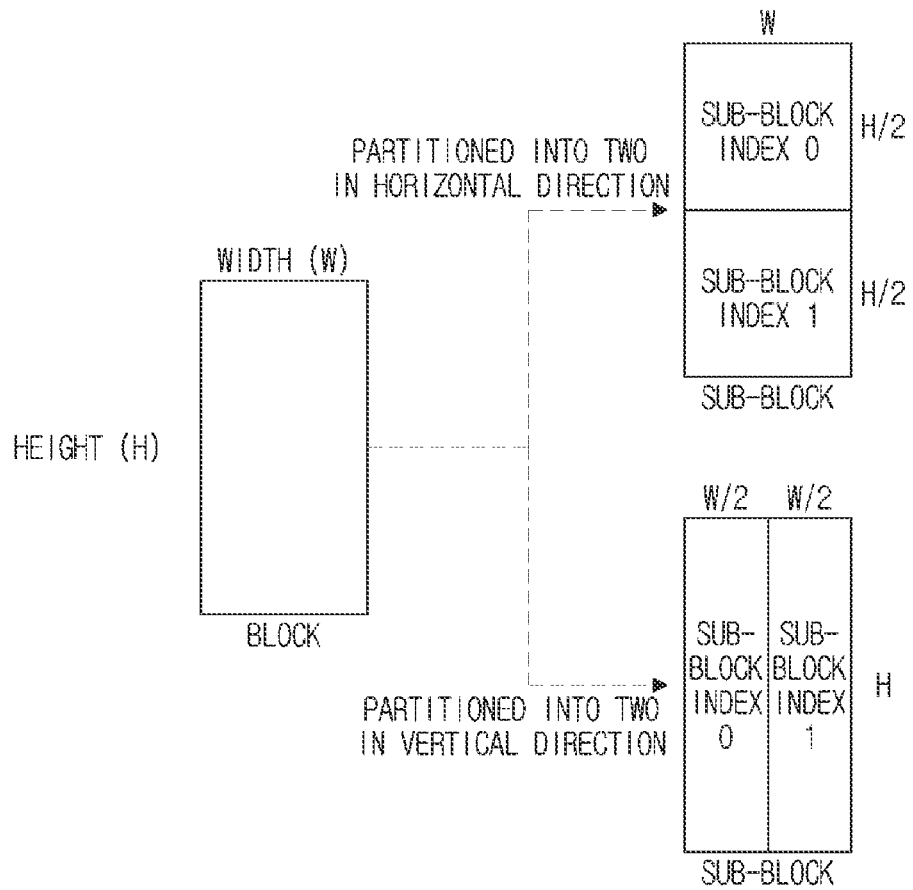 WIDTH (W)
HEIGHT (H)
BLOCK
PARTITIONED INTO TWO
IN HORIZONTAL DIRECTION
W
SUB-BLOCK
INDEX 0
H/2
SUB-BLOCK
INDEX 1
H/2
SUB-BLOCK
PARTITIONED INTO TWO
IN VERTICAL DIRECTION
W/2 W/2
SUB-
BLOCK
INDEX
0
SUB-
BLOCK
INDEX
1
H
SUB-BLOCK